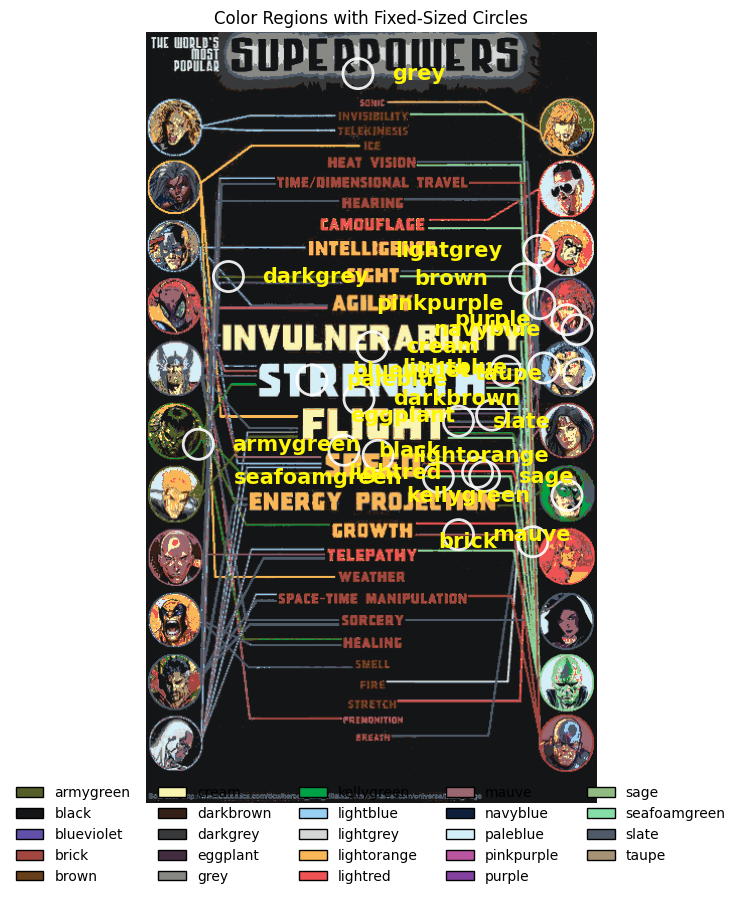 Color Regions with Fixed-Sized Circles
THE WORLD'S
MOST
POPULAR
SUPERPOWERS
grey
SONIC
INVISIBILITY
TELEKINESIS
ICE
HEAT VISION
TIME/DIMENSIONAL TRAVEL
HEARING
CAMOUFLAGE
INTELLIGENCE
lightgrey
darkgrey
SIGHT
brown
AGILITY
pinkpurple
purple
navyblue
INVULNERABILITY
cream
lightblue
taupe
paleblue
STRENGTH
darkbrown
eggplant
slate
FLIGHT
armygreen
black
lightorange
SPEED
lightred
seafoamgreen
sage
kellygreen
ENERGY PROJECTION
GROWTH
brick
mauve
TELEPATHY
WEATHER
SPACE-TIME MANIPULATION
SORCERY
HEALING
SMELL
FIRE
STRETCH
PREMONITION
BREATH
armygreen
black
blueviolet
brick
brown
cream
darkbrown
darkgrey
eggplant
grey
kellygreen
lightblue
lightgrey
lightorange
lightred
mauve
navyblue
paleblue
pinkpurple
purple
sage
seafoamgreen
slate
taupe